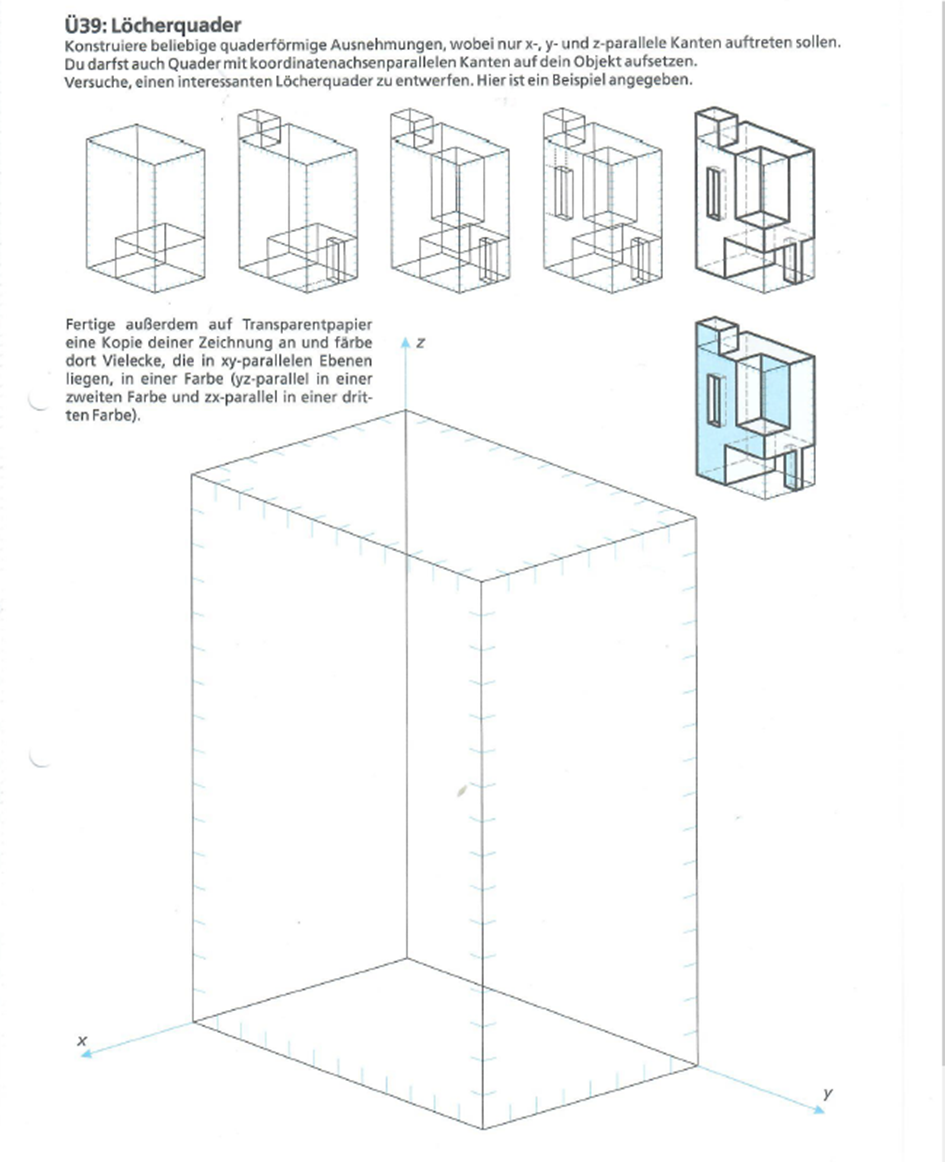 Ü39: Löcherquader
Konstruiere beliebige quaderförmige Ausnehmungen, wobei nur x-, y- und z-parallele Kanten auftreten sollen.
Du darfst auch Quader mit koordinatenachsenparallelen Kanten auf dein Objekt aufsetzen.
Versuche, einen interessanten Löcherquader zu entwerfen. Hier ist ein Beispiel angegeben.
Fertige außerdem auf Transparentpapier
eine Kopie deiner Zeichnung an und färbe
dort Vielecke, die in xy-parallelen Ebenen
liegen, in einer Farbe (yz-parallel in einer
zweiten Farbe und zx-parallel in einer drit-
ten Farbe).
z
x
y